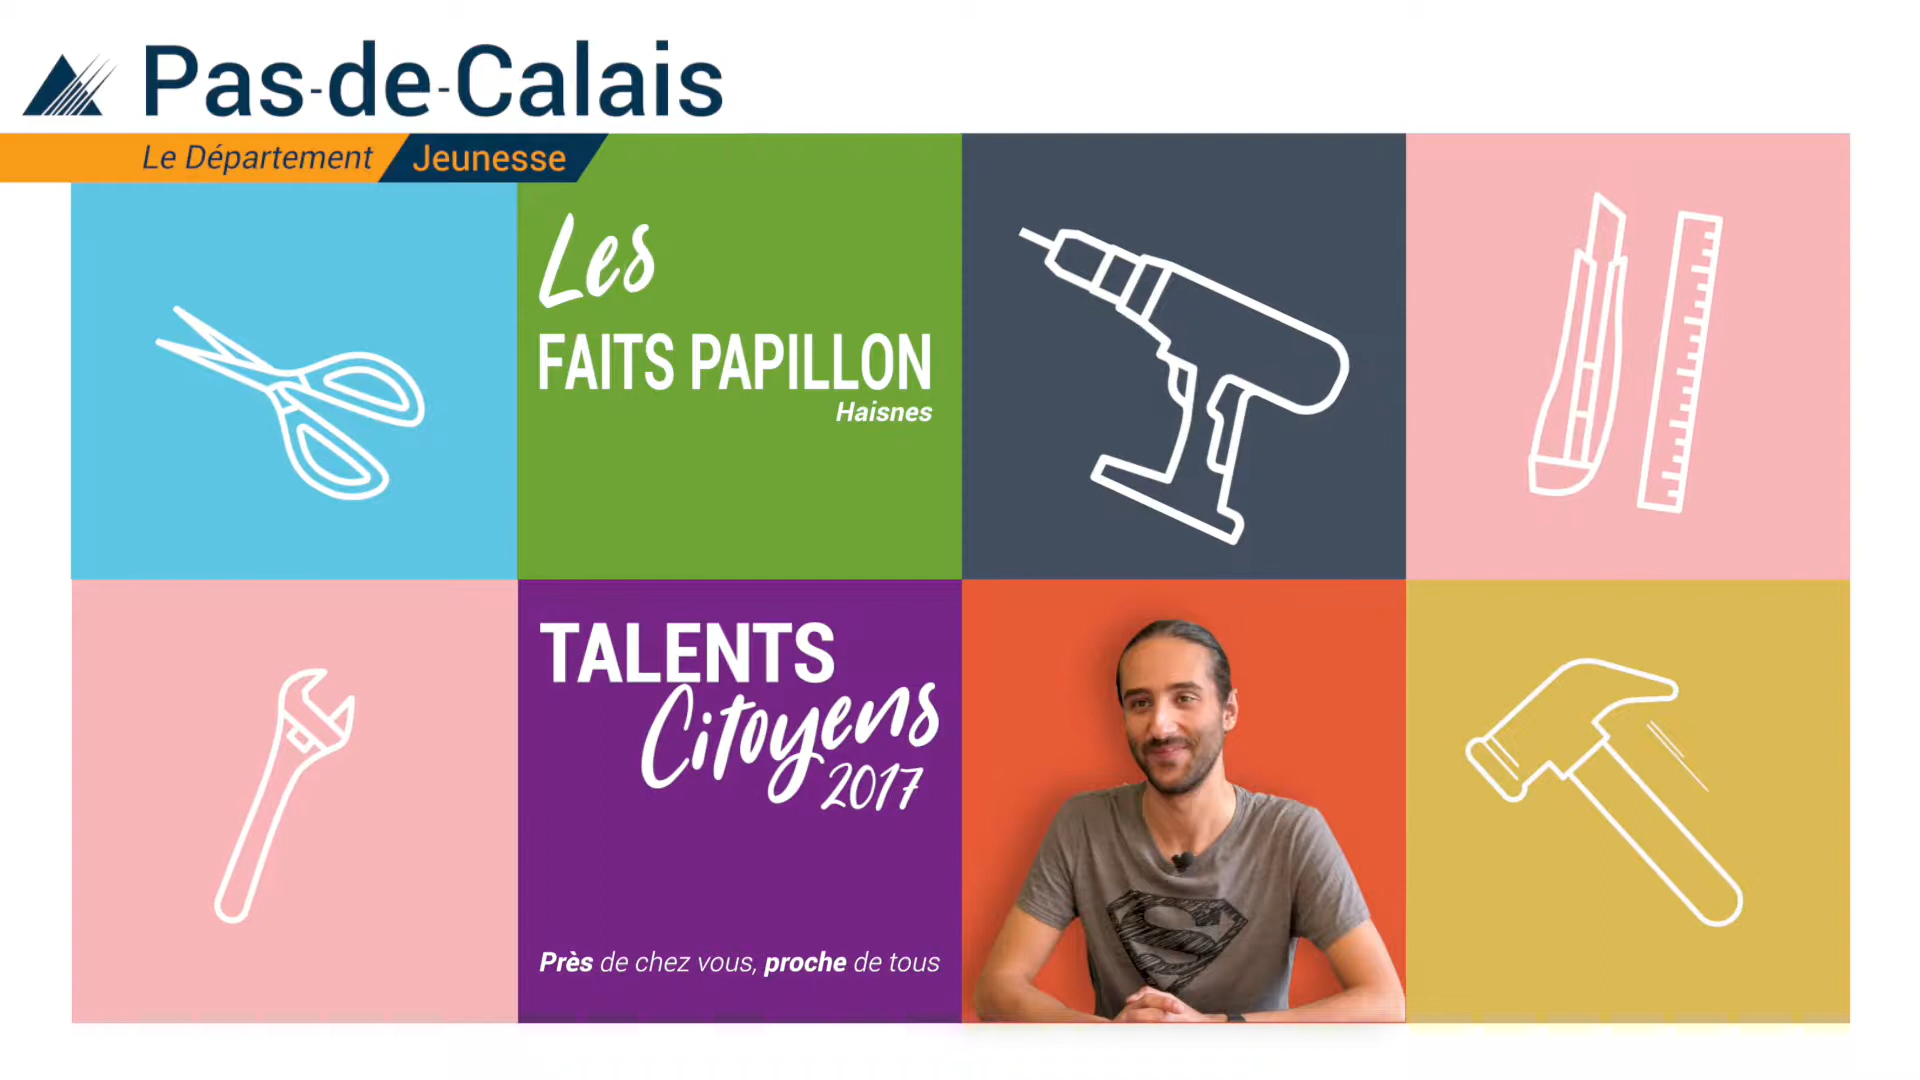 Pas-de-Calais
Le Département Jeunesse
Les
FAITS PAPILLON
Haisnes
TALENTS
Citoyens
2017
Près de chez vous, proche de tous